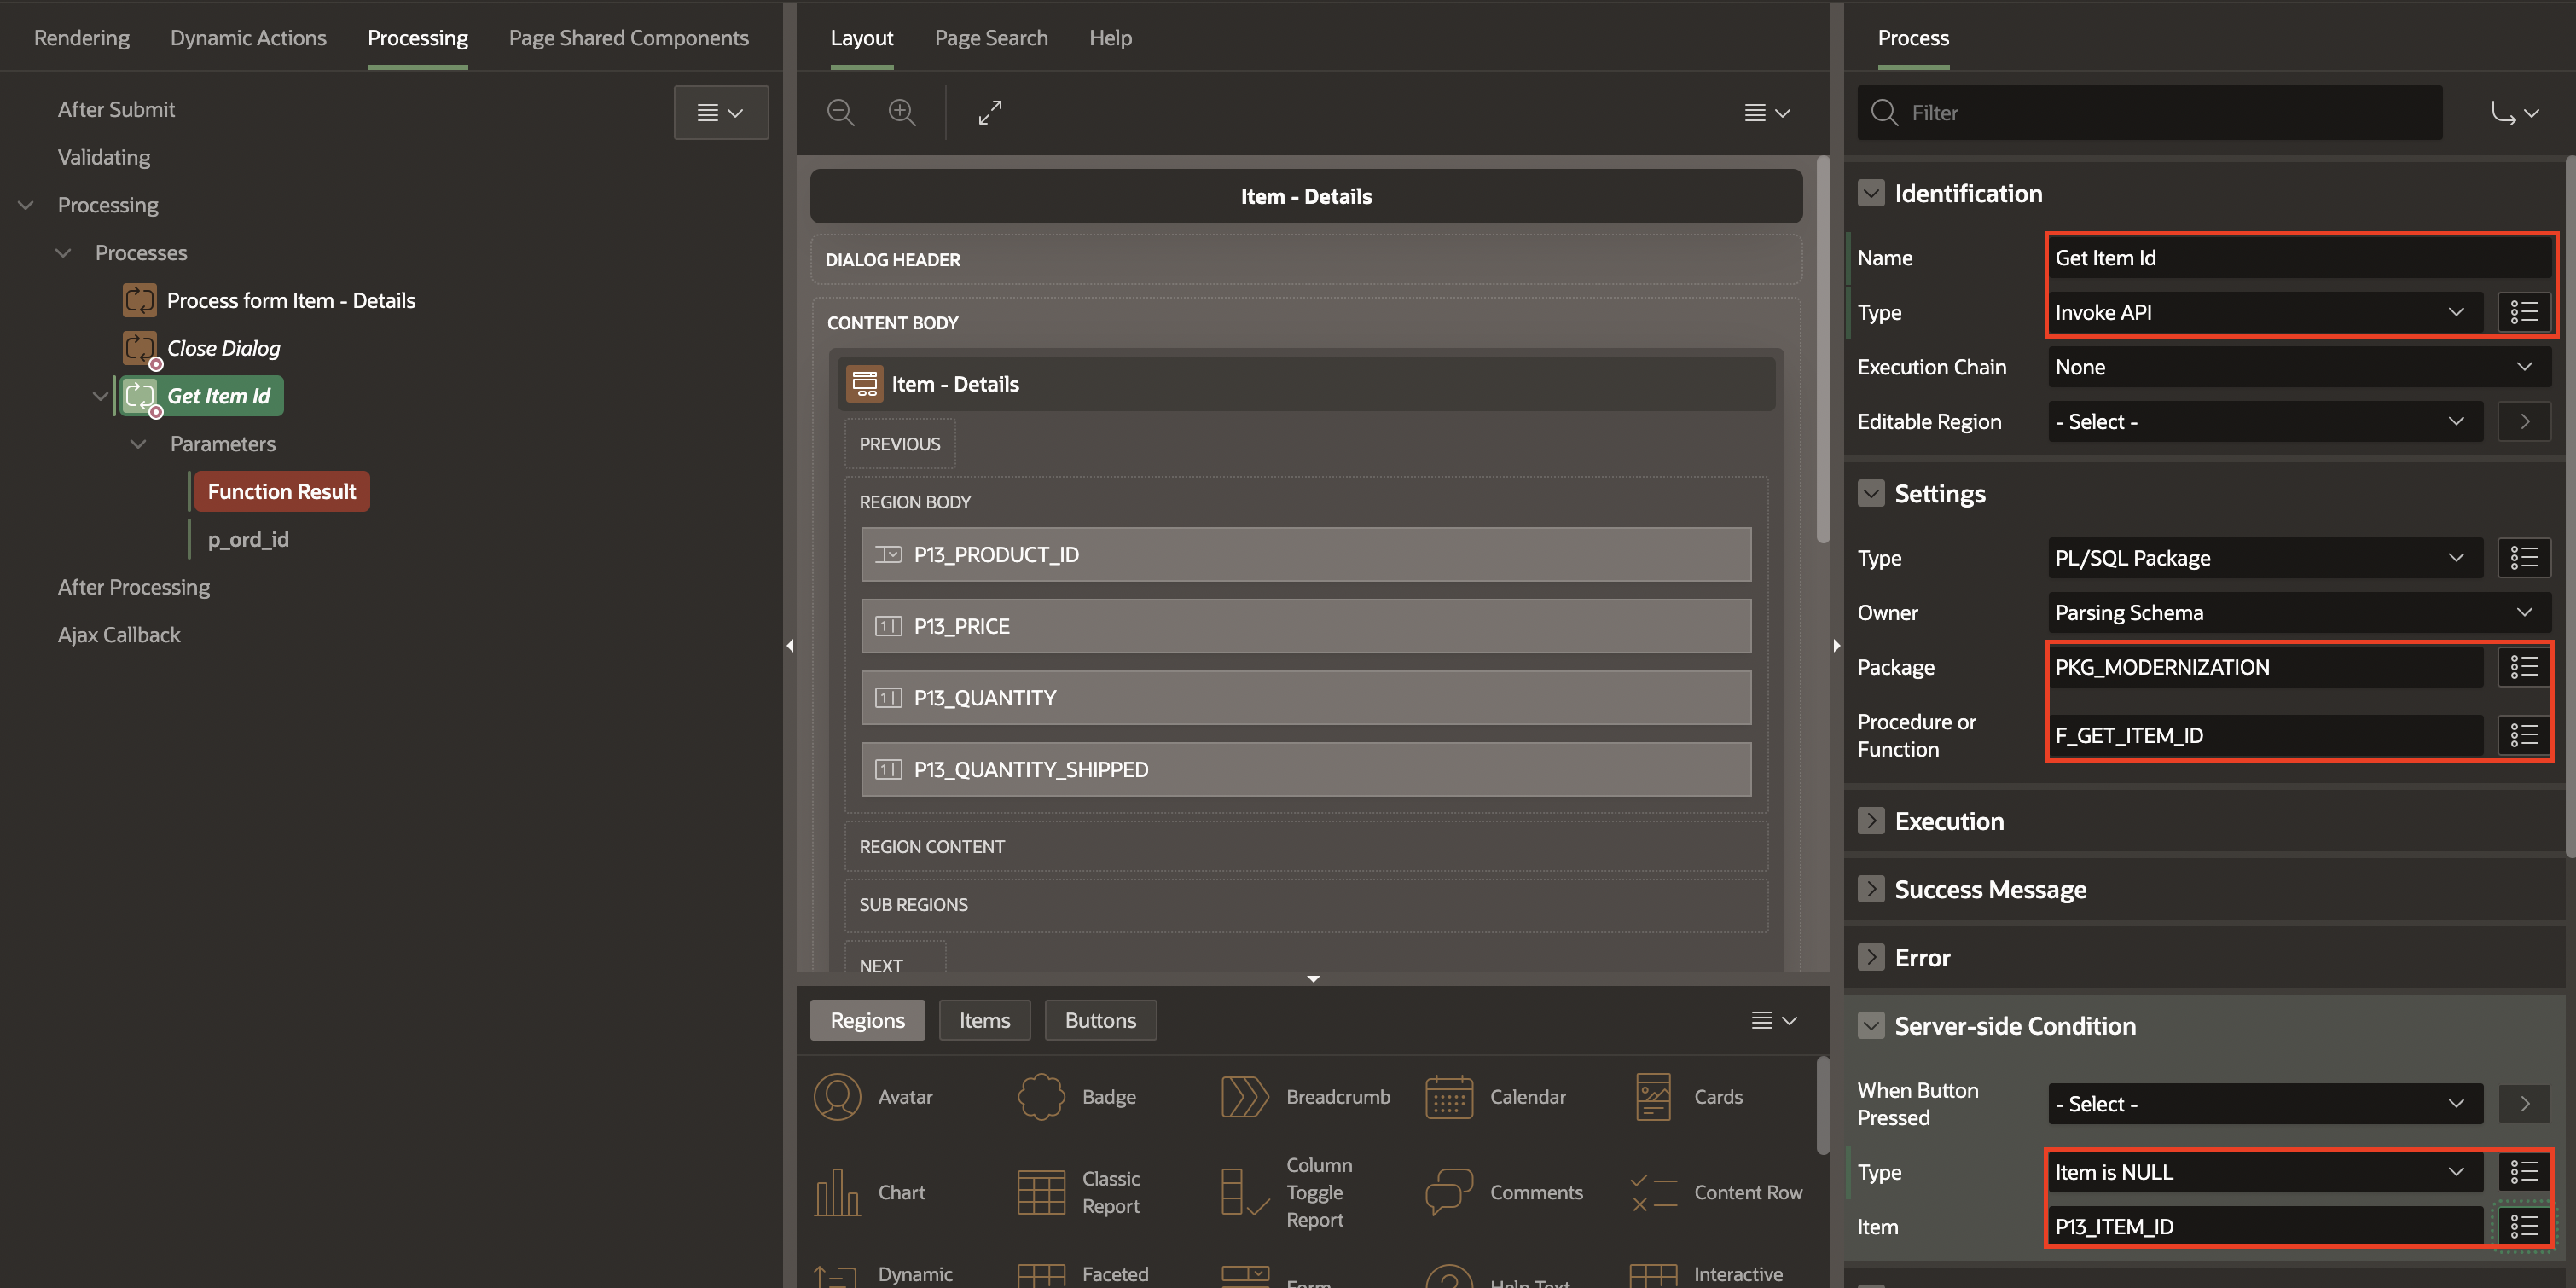 Rendering
Dynamic Actions
Processing
Page Shared Components
After Submit
Validating
Processing
Processes
Process form Item - Details
Close Dialog
Get Item Id
Parameters
Function Result
p_ord_id
After Processing
Ajax Callback
Layout
Page Search
Help
Item - Details
DIALOG HEADER
CONTENT BODY
Item - Details
PREVIOUS
REGION BODY
P13_PRODUCT_ID
P13_PRICE
P13_QUANTITY
P13_QUANTITY_SHIPPED
REGION CONTENT
SUB REGIONS
NEXT
Regions
Items
Buttons
Avatar
Badge
Breadcrumb
Calendar
Cards
Chart
Classic
Report
Column
Toggle
Report
Comments
Content Row
Dynamic
Faceted
Form
Help Text
Interactive
Process
Filter
Identification
Name
Get Item Id
Type
Invoke API
Execution Chain
None
Editable Region
- Select -
Settings
Type
PL/SQL Package
Owner
Parsing Schema
Package
PKG_MODERNIZATION
Procedure or
Function
F_GET_ITEM_ID
Execution
Success Message
Error
Server-side Condition
When Button
Pressed
- Select -
Type
Item is NULL
Item
P13_ITEM_ID